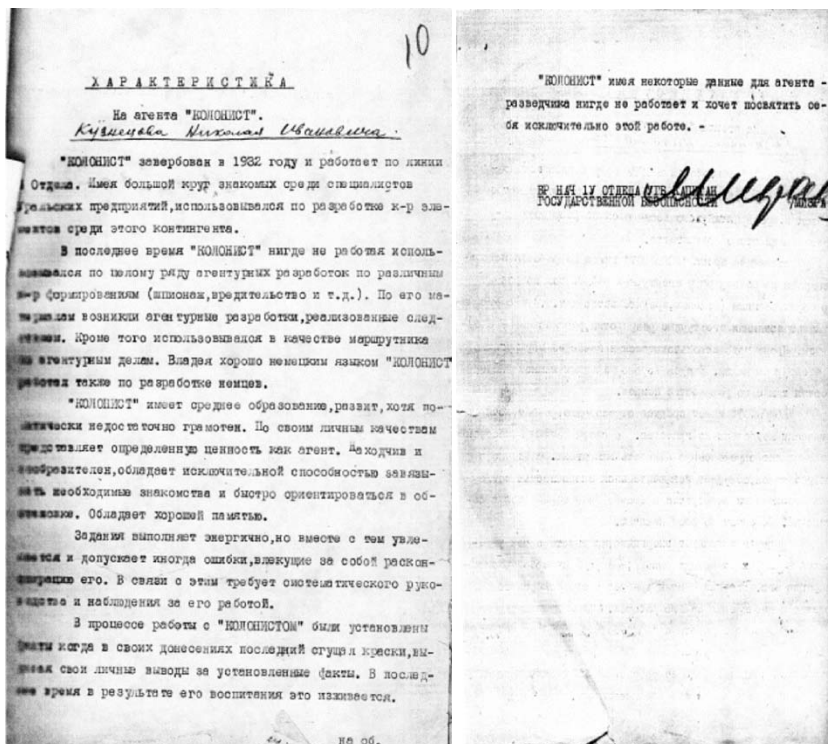 10
ХАРАКТЕРИСТИКА
На агента "КОЛОНИСТ".
Кузнецова Николая Ивановича.
"КОЛОНИСТ" завербован в 1932 году и работает по линии
Отдела. Имея большой круг знакомых среди специалистов
Уральских предприятий,использовался по разработке к-р эле-
ментов среди этого контингента.
В последнее время "КОЛОНИСТ" нигде не работая исполь-
зовывался по целому ряду агентурных разработок по различным
к-р формированиям (шпионаж,вредительство и т.д.). По его ма-
териалам возникли агентурные разработки,реализованные след-
ствием. Кроме того использовался в качестве маршрутника
по агентурным делам. Владея хорошо немецким языком "КОЛОНИСТ"
работал также по разработке немцев.
"КОЛОНИСТ" имеет среднее образование,развит,хотя по-
литически недостаточно грамотен. По своим личным качествам
представляет определенную ценность как агент. Находчив и
сообразителен,обладает исключительной способностью завязы-
вать необходимые знакомства и быстро ориентироваться в об-
становке. Обладает хорошей памятью.
Задания выполняет энергично,но вместе с тем увле-
кается и допускает иногда ошибки,влекущие за собой раскон-
спирацию его. В связи с этим требует систематического руко-
водства и наблюдения за его работой.
В процессе работы с "КОЛОНИСТОМ" были установлены
факты когда в своих донесениях последний сгущал краски,вы-
давая свои личные выводы за установленные факты. В послед-
нее время в результате его воспитания это изживается.
на об.
"КОЛОНИСТ" имея некоторые данные для агента -
разведчика нигде не работает и хочет посвятить се-
бя исключительно этой работе.
ВР НАЧ 1У ОТДЕЛА СТ КАПИТАН
ГОСУДАРСТВЕННОЙ БЕЗОПАСНОСТИ